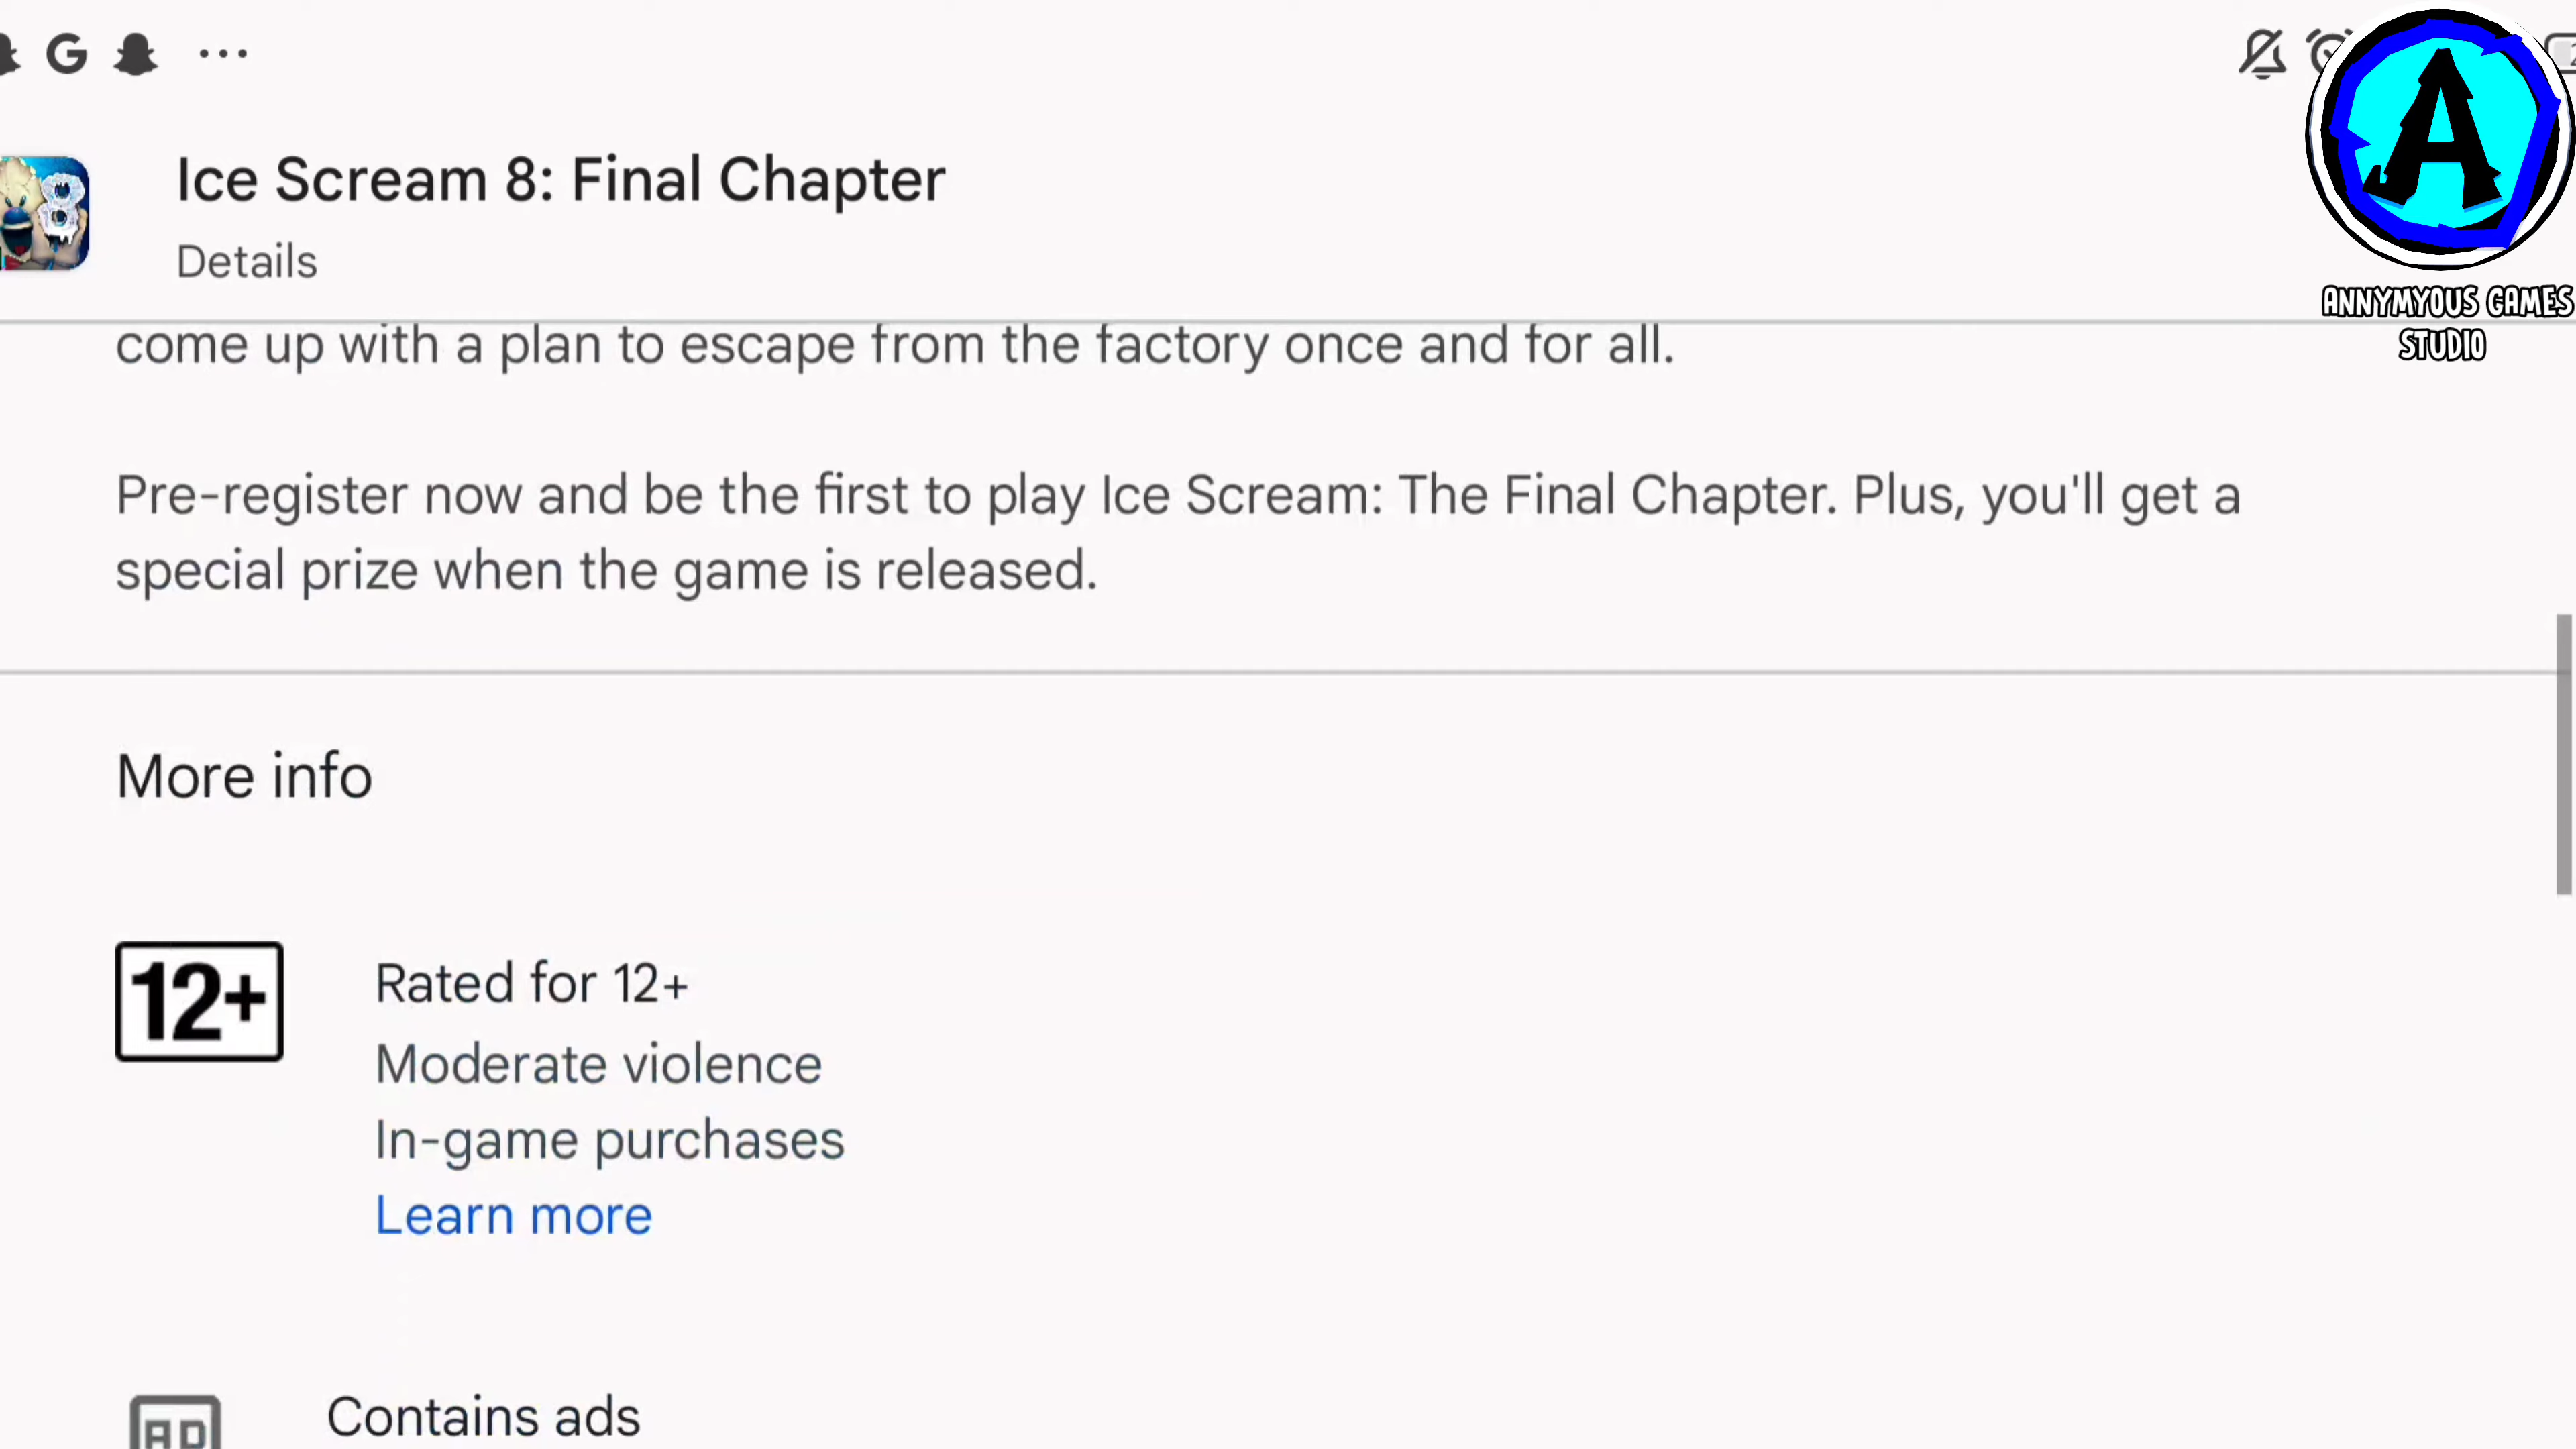 G
Ice Scream 8: Final Chapter
8
Details
A
ANNYMYOUS GAMES
STUDIO
come up with a plan to escape from the factory once and for all.
Pre-register now and be the first to play Ice Scream: The Final Chapter. Plus, you'll get a
special prize when the game is released.
More info
12+
Rated for 12+
Moderate violence
In-game purchases
Learn more
AD
Contains ads